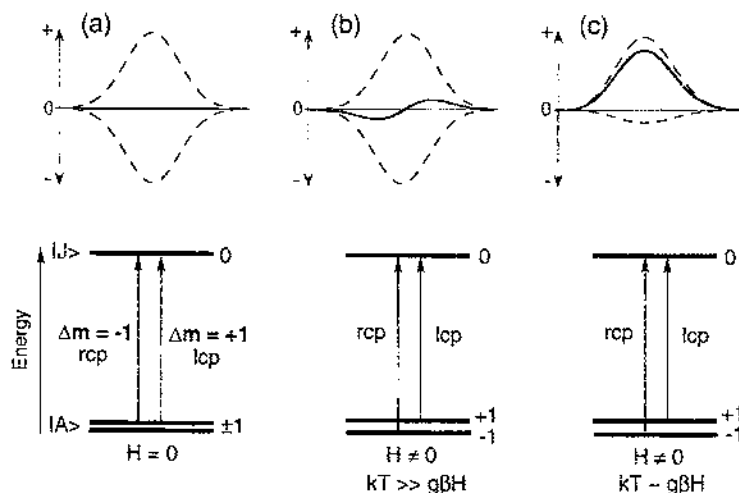 (a)
+
0
-
(b)
+
0
-
(c)
+
0
-
Energy
|J>
0
Δm = -1
rcp
Δm = +1
lcp
|A>
±1
H = 0
0
rcp
lcp
+1
-1
H ≠ 0
kT >> gβH
0
rcp
lcp
+1
-1
H ≠ 0
kT ~ gβH